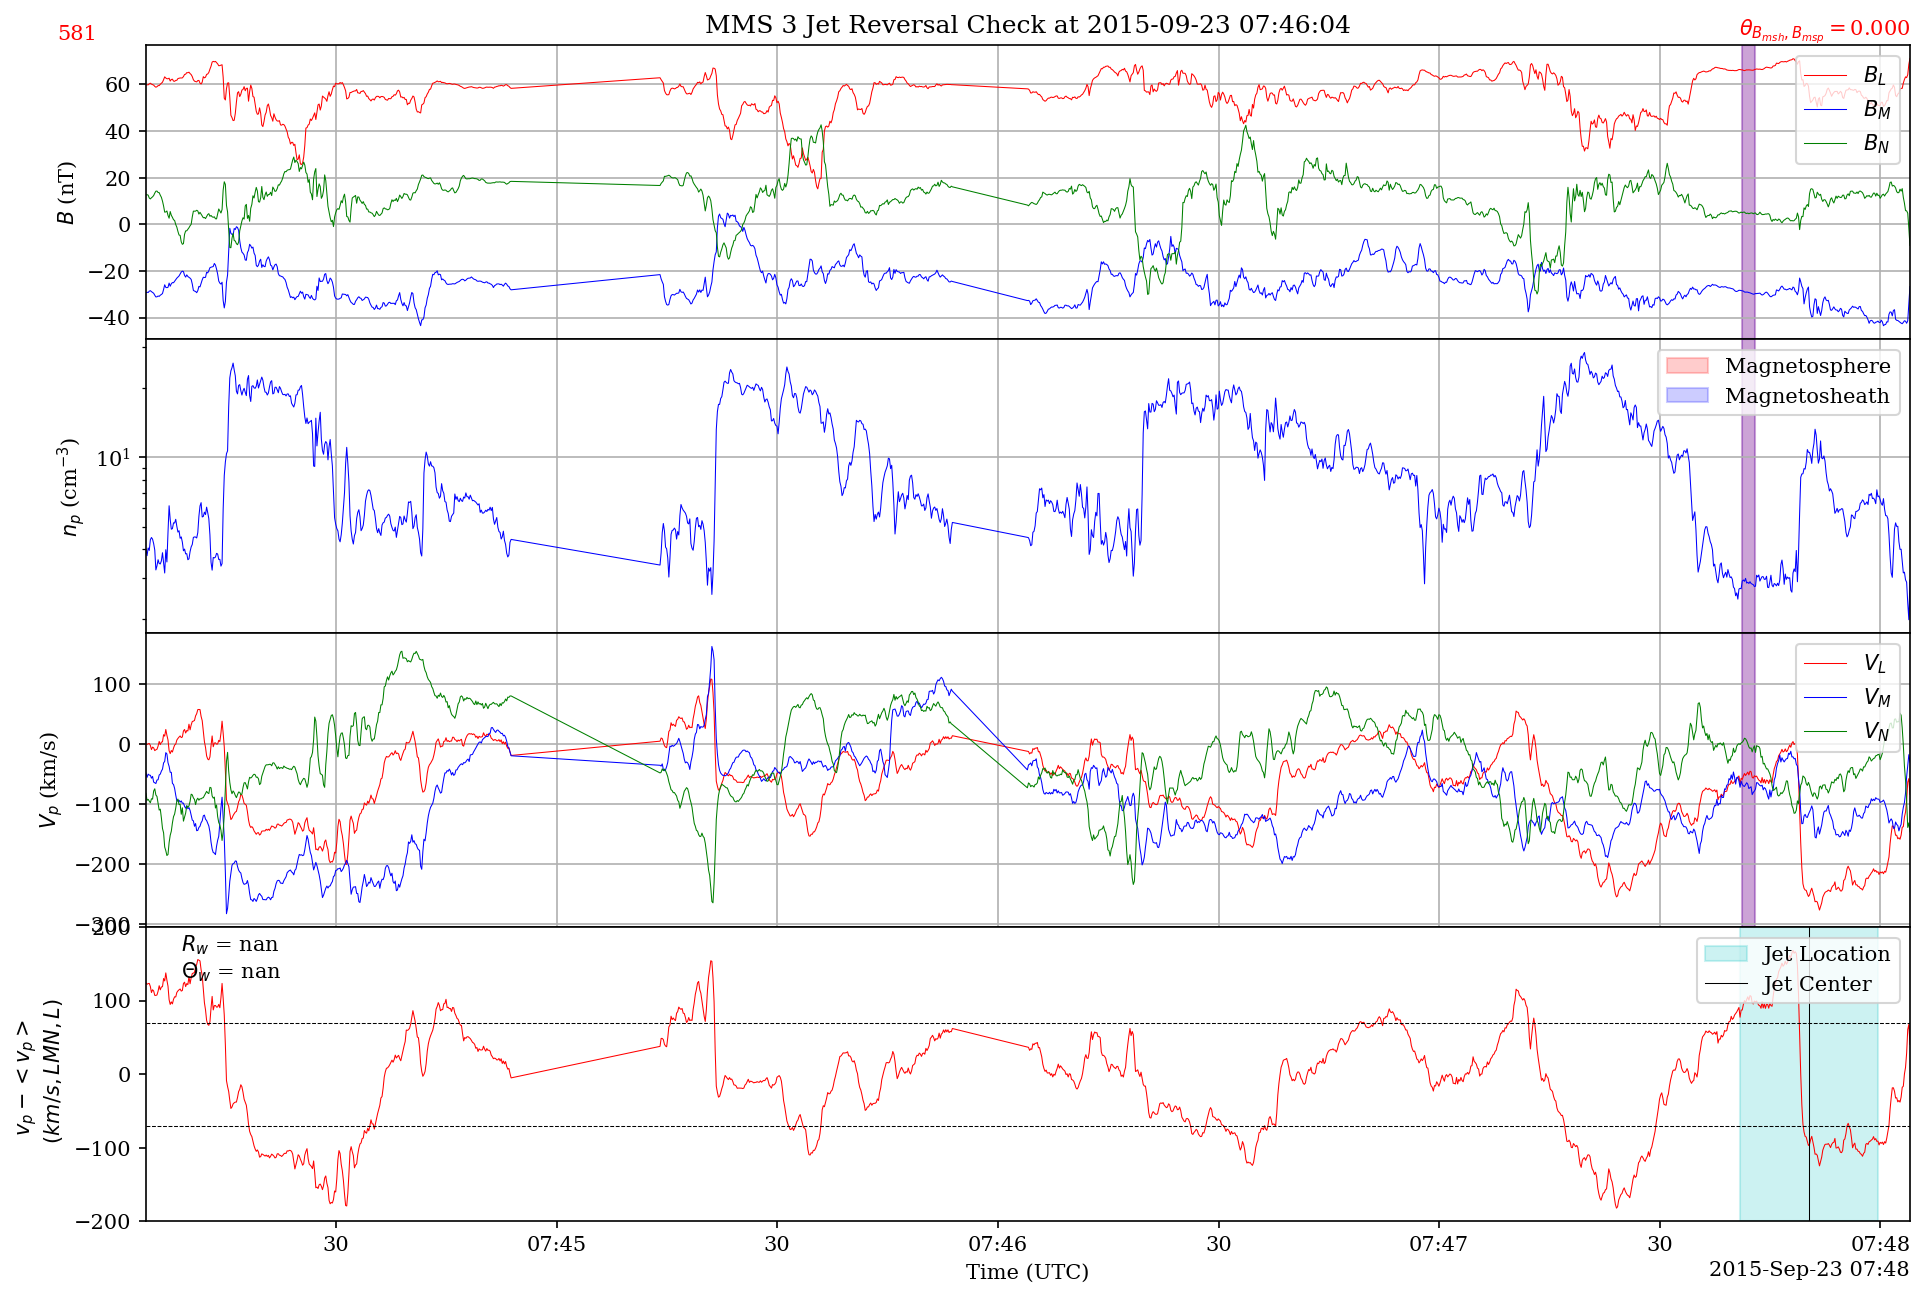 MMS 3 Jet Reversal Check at 2015-09-23 07:46:04
581
θ_{B_{msh}, B_{msp}} = 0.000
60
40
20
0
−20
−40
B (nT)
B_L
B_M
B_N
10^1
n_p (cm^{−3})
Magnetosphere
Magnetosheath
100
0
−100
−200
−300
V_p (km/s)
V_L
V_M
V_N
200
100
0
−100
−200
v_p − < v_p >
(km/s, LMN, L)
R_w = nan
Θ_w = nan
Jet Location
Jet Center
30
07:45
30
07:46
30
07:47
30
07:48
Time (UTC)
2015-Sep-23 07:48